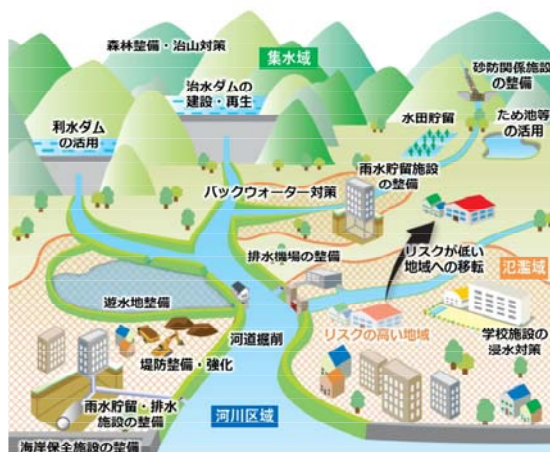 森林整備・治山対策
集水域
砂防関係施設
の整備
治水ダムの
建設・再生
水田貯留
ため池等
の活用
利水ダム
の活用
雨水貯留施設
の整備
バックウォーター対策
排水機場の整備
リスクが低い
地域への移転
氾濫域
遊水地整備
河道掘削
リスクの高い地域
学校施設の
浸水対策
堤防整備・強化
雨水貯留・排水
施設の整備
河川区域
海岸保全施設の整備